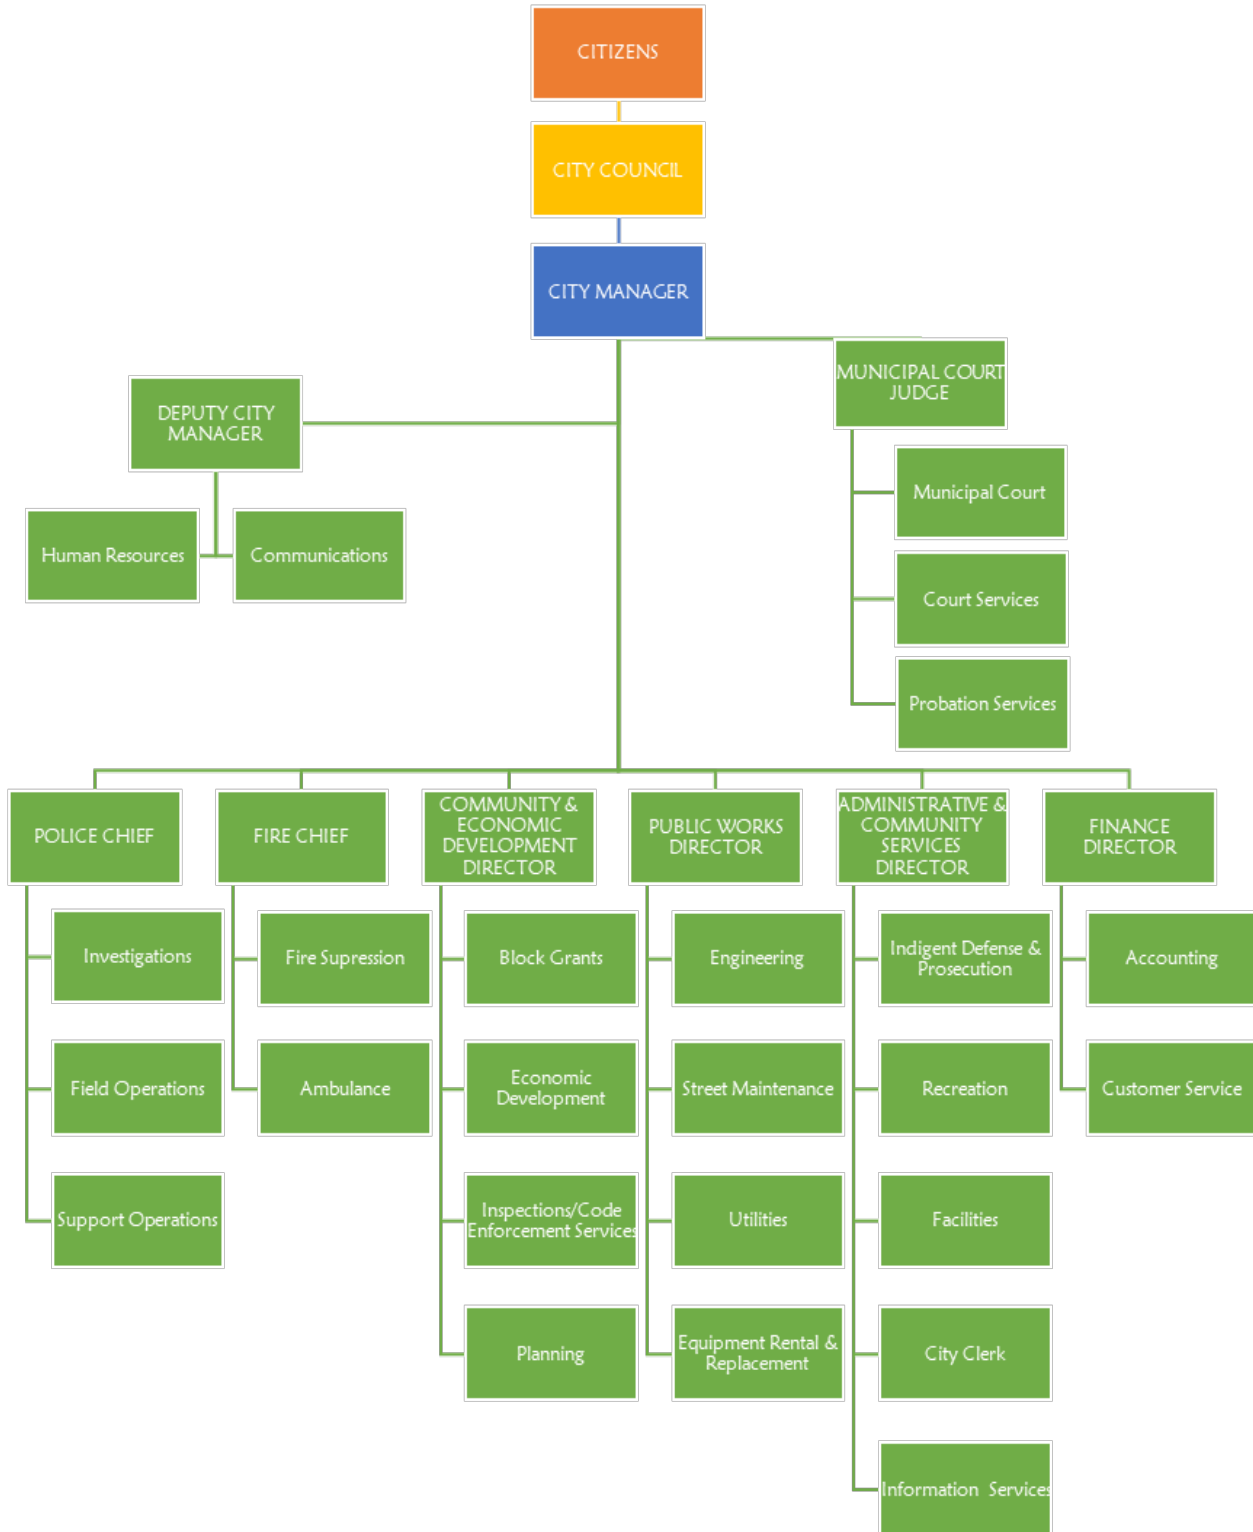 CITIZENS
CITY COUNCIL
CITY MANAGER
MUNICIPAL COURT
JUDGE
DEPUTY CITY
MANAGER
Municipal Court
Human Resources
Communications
Court Services
Probation Services
POLICE CHIEF
FIRE CHIEF
COMMUNITY &
ECONOMIC
DEVELOPMENT
DIRECTOR
PUBLIC WORKS
DIRECTOR
ADMINISTRATIVE &
COMMUNITY
SERVICES
DIRECTOR
FINANCE
DIRECTOR
Investigations
Fire Supression
Block Grants
Engineering
Indigent Defense &
Prosecution
Accounting
Field Operations
Ambulance
Economic
Development
Street Maintenance
Recreation
Customer Service
Support Operations
Inspections/Code
Enforcement Services
Utilities
Facilities
Planning
Equipment Rental &
Replacement
City Clerk
Information Services